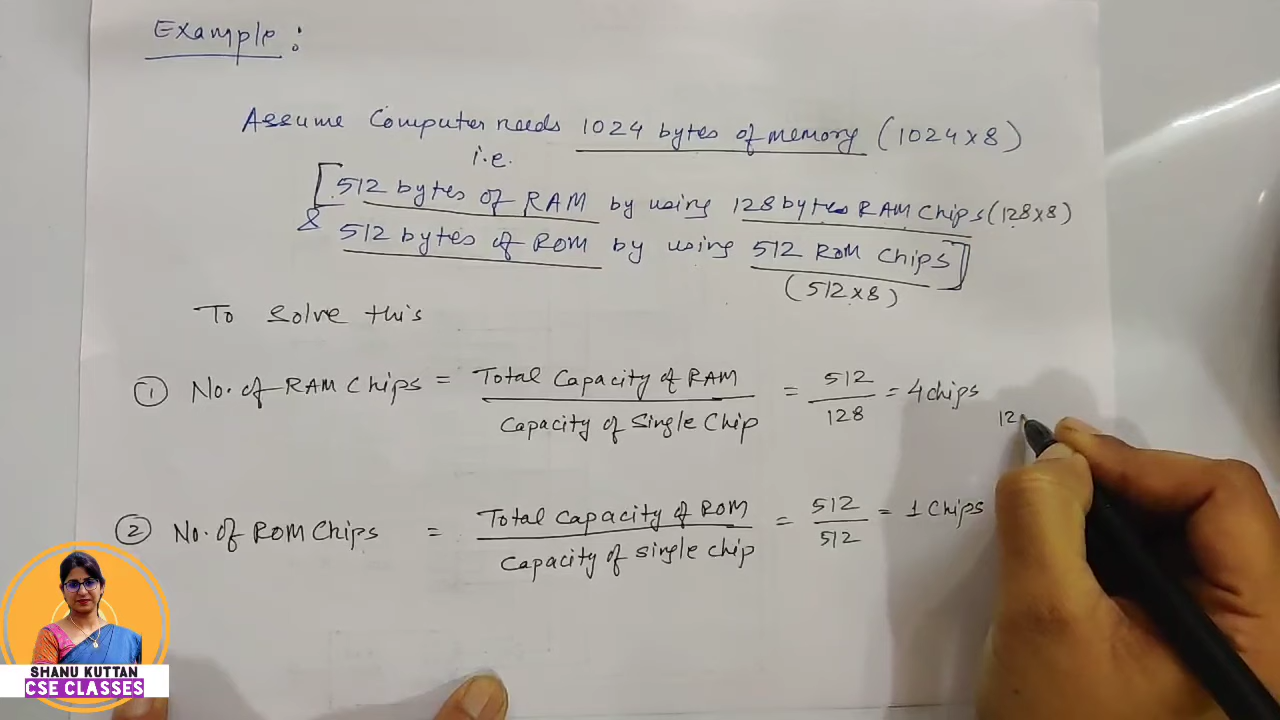 Example:
Assume Computer needs 1024 bytes of memory (1024×8)
i.e.
[512 bytes of RAM by using 128 bytes RAM Chips (128×8)
& 512 bytes of ROM by using 512 ROM Chips]
(512×8)
To solve this
① No. of RAM Chips = Total Capacity of RAM / Capacity of Single Chip = 512 / 128 = 4 chips
12
② No. of ROM Chips = Total Capacity of ROM / Capacity of single chip = 512 / 512 = 1 Chips
SHANU KUTTAN
CSE CLASSES